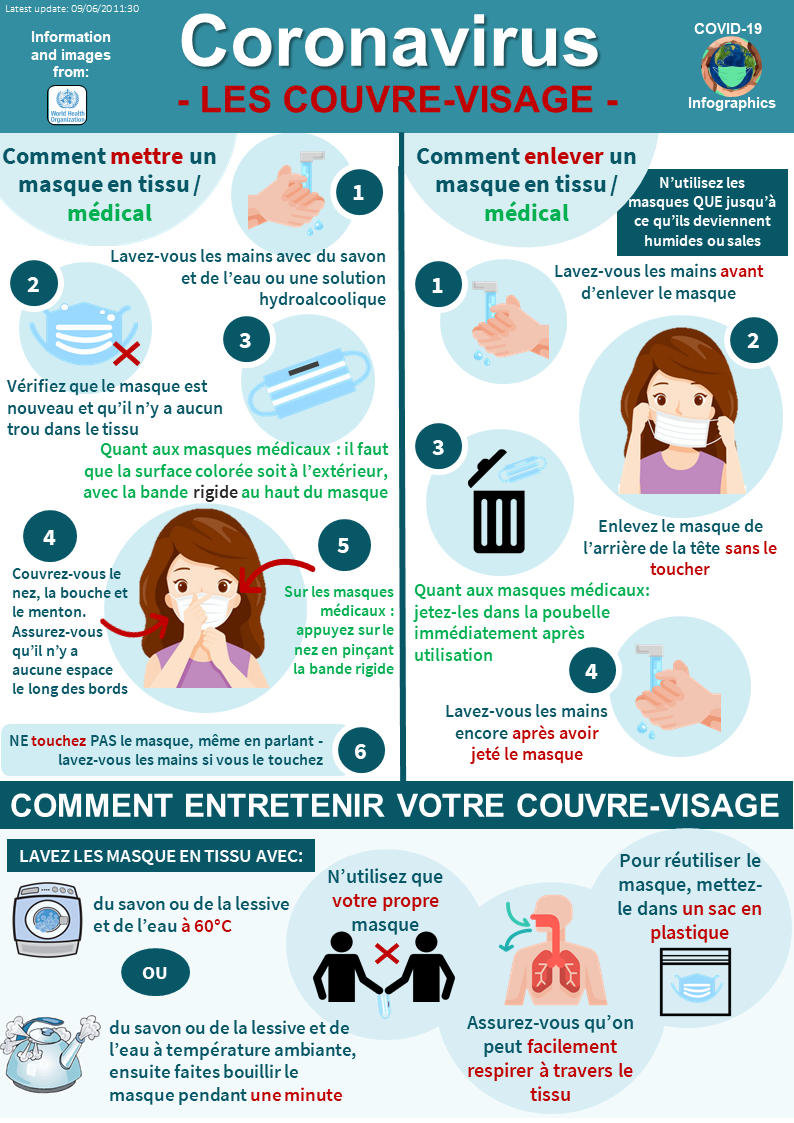 Latest update: 09/06/2011:30
Information
and images
from:
World Health
Organization
Coronavirus
- LES COUVRE-VISAGE -
COVID-19
Infographics
Comment mettre un
masque en tissu /
médical
1
Lavez-vous les mains avec du savon
et de l'eau ou une solution
hydroalcoolique
2
Vérifiez que le masque est
nouveau et qu'il n'y a aucun
trou dans le tissu
3
Quant aux masques médicaux : il faut
que la surface colorée soit à l'extérieur,
avec la bande rigide au haut du masque
4
Couvrez-vous le
nez, la bouche et
le menton.
Assurez-vous
qu'il n'y a
aucune espace
le long des bords
5
Sur les masques
médicaux :
appuyez sur le
nez en pinçant
la bande rigide
NE touchez PAS le masque, même en parlant -
lavez-vous les mains si vous le touchez
6
Comment enlever un
masque en tissu /
médical
N'utilisez les
masques QUE jusqu'à
ce qu'ils deviennent
humides ou sales
1
Lavez-vous les mains avant
d'enlever le masque
2
Enlevez le masque de
l'arrière de la tête sans le
toucher
3
Quant aux masques médicaux:
jetez-les dans la poubelle
immédiatement après
utilisation
4
Lavez-vous les mains
encore après avoir
jeté le masque
COMMENT ENTRETENIR VOTRE COUVRE-VISAGE
LAVEZ LES MASQUE EN TISSU AVEC:
du savon ou de la lessive
et de l'eau à 60°C
OU
du savon ou de la lessive et de
l'eau à température ambiante,
ensuite faites bouillir le
masque pendant une minute
N'utilisez que
votre propre
masque
Assurez-vous qu'on
peut facilement
respirer à travers le
tissu
Pour réutiliser le
masque, mettez-
le dans un sac en
plastique